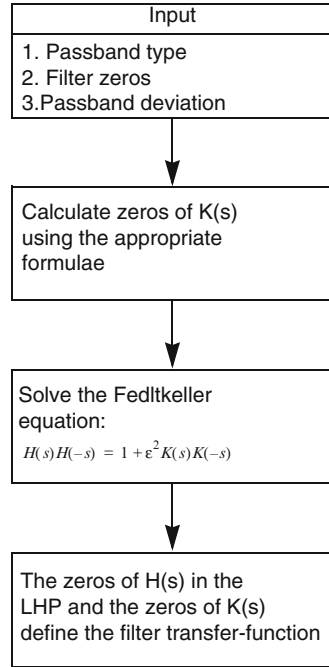 Input
1. Passband type
2. Filter zeros
3.Passband deviation
Calculate zeros of K(s)
using the appropriate
formulae
Solve the Fedltkeller
equation:
H(s)H(−s) = 1 + ε²K(s)K(−s)
The zeros of H(s) in the
LHP and the zeros of K(s)
define the filter transfer-function